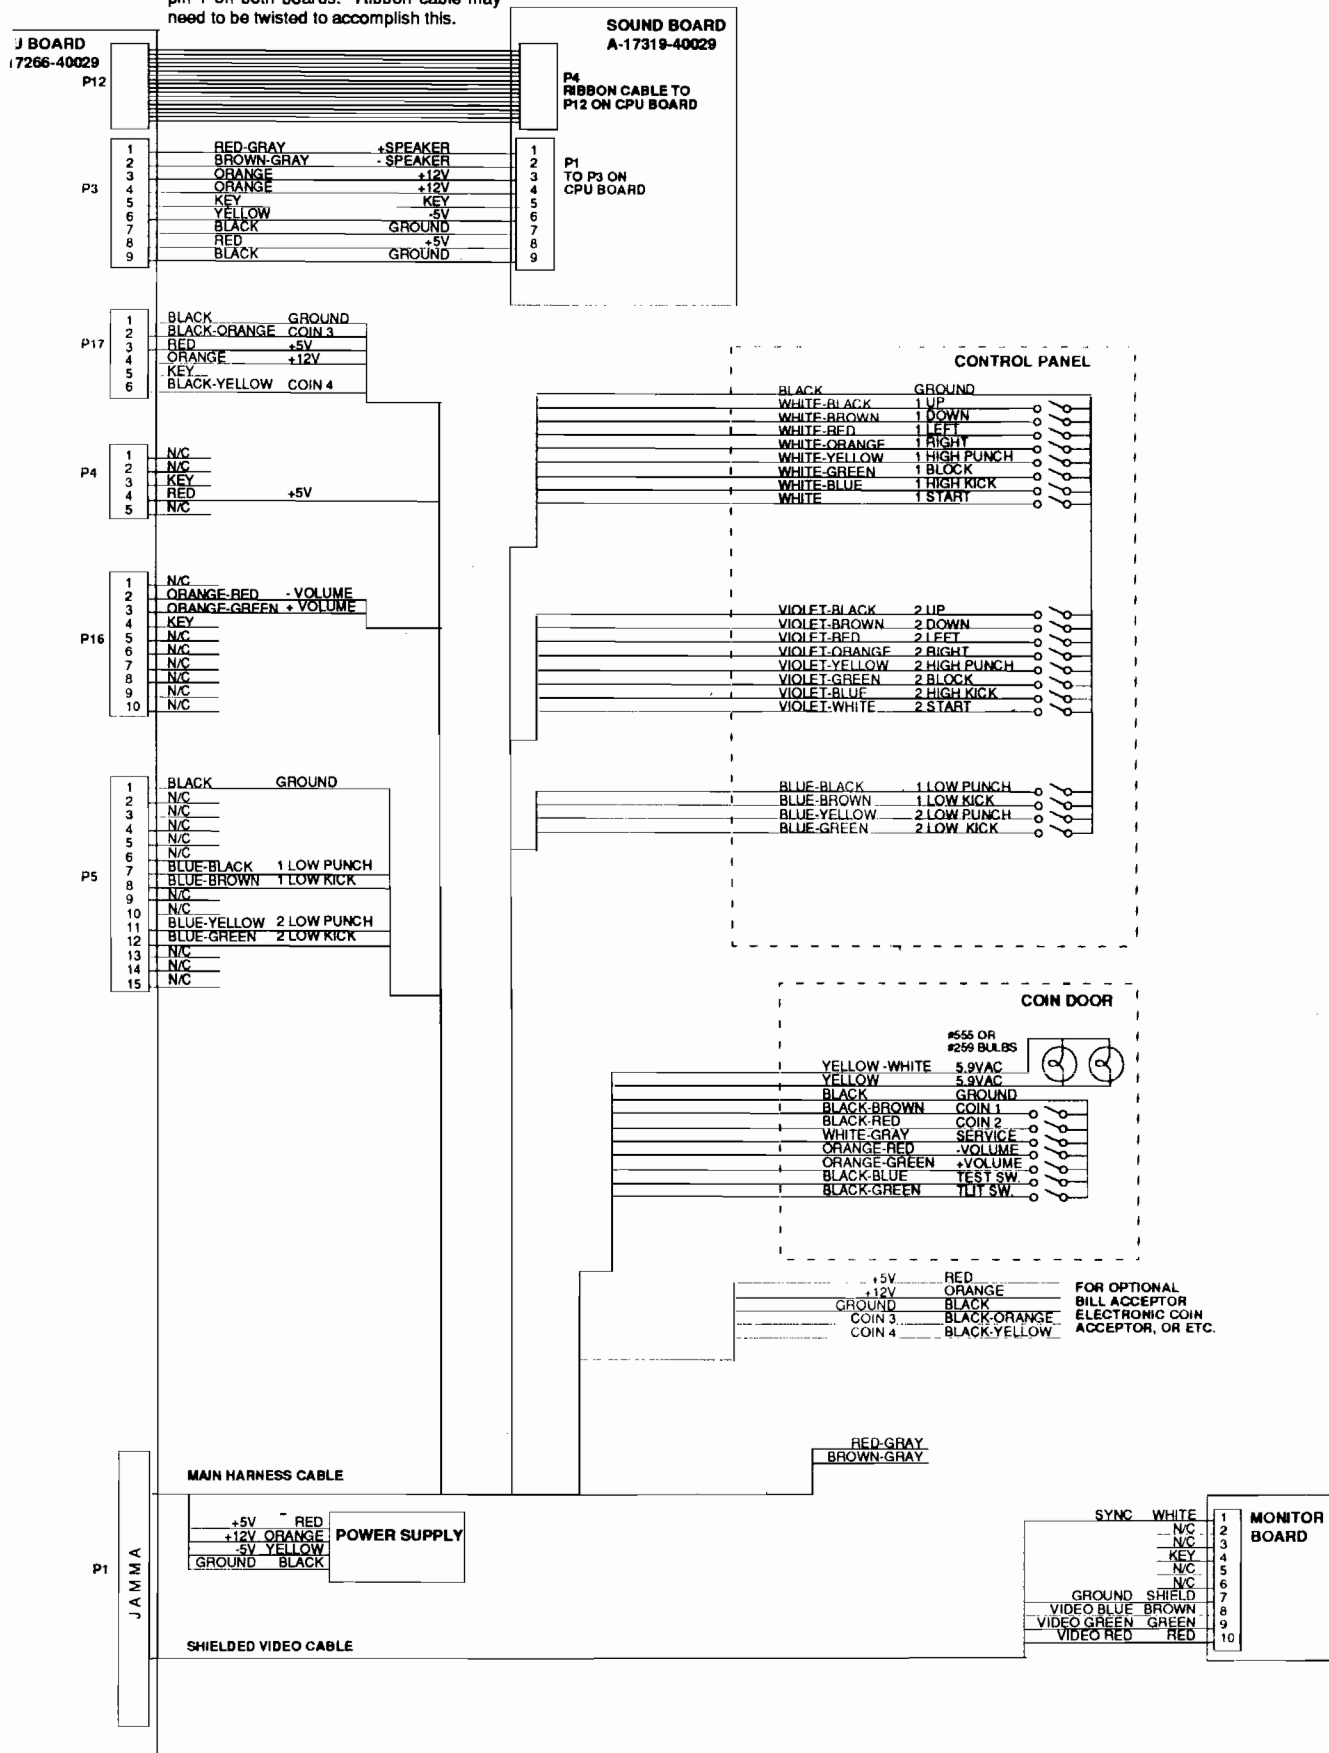 need to be twisted to accomplish this.
J BOARD
17266-40029
P12
SOUND BOARD
A-17319-40029
P4
RIBBON CABLE TO
P12 ON CPU BOARD
P3
1 RED-GRAY +SPEAKER 1
2 BROWN-GRAY - SPEAKER 2
3 ORANGE +12V 3
4 ORANGE +12V 4
5 KEY KEY 5
6 YELLOW -5V 6
7 BLACK GROUND 7
8 RED +5V 8
9 BLACK GROUND 9
P1
TO P3 ON
CPU BOARD
P17
1 BLACK GROUND
2 BLACK-ORANGE COIN 3
3 RED +5V
4 ORANGE +12V
5 KEY
6 BLACK-YELLOW COIN 4
P4
1 N/C
2 N/C
3 KEY
4 RED +5V
5 N/C
P16
1 N/C
2 ORANGE-RED - VOLUME
3 ORANGE-GREEN + VOLUME
4 KEY
5 N/C
6 N/C
7 N/C
8 N/C
9 N/C
10 N/C
P5
1 BLACK GROUND
2 N/C
3 N/C
4 N/C
5 N/C
6 N/C
7 BLUE-BLACK 1 LOW PUNCH
8 BLUE-BROWN 1 LOW KICK
9 N/C
10 N/C
11 BLUE-YELLOW 2 LOW PUNCH
12 BLUE-GREEN 2 LOW KICK
13 N/C
14 N/C
15 N/C
CONTROL PANEL
BLACK GROUND
WHITE-BLACK 1 UP
WHITE-BROWN 1 DOWN
WHITE-RED 1 LEFT
WHITE-ORANGE 1 RIGHT
WHITE-YELLOW 1 HIGH PUNCH
WHITE-GREEN 1 BLOCK
WHITE-BLUE 1 HIGH KICK
WHITE 1 START
VIOLET-BLACK 2 UP
VIOLET-BROWN 2 DOWN
VIOLET-RED 2 LEFT
VIOLET-ORANGE 2 RIGHT
VIOLET-YELLOW 2 HIGH PUNCH
VIOLET-GREEN 2 BLOCK
VIOLET-BLUE 2 HIGH KICK
VIOLET-WHITE 2 START
BLUE-BLACK 1 LOW PUNCH
BLUE-BROWN 1 LOW KICK
BLUE-YELLOW 2 LOW PUNCH
BLUE-GREEN 2 LOW KICK
COIN DOOR
#555 OR
#259 BULBS
YELLOW -WHITE 5.9VAC
YELLOW 5.9VAC
BLACK GROUND
BLACK-BROWN COIN 1
BLACK-RED COIN 2
WHITE-GRAY SERVICE
ORANGE-RED -VOLUME
ORANGE-GREEN +VOLUME
BLACK-BLUE TEST SW.
BLACK-GREEN TLIT SW.
+5V RED
+12V ORANGE
GROUND BLACK
COIN 3 BLACK-ORANGE
COIN 4 BLACK-YELLOW
FOR OPTIONAL
BILL ACCEPTOR
ELECTRONIC COIN
ACCEPTOR, OR ETC.
RED-GRAY
BROWN-GRAY
MAIN HARNESS CABLE
+5V RED
+12V ORANGE
-5V YELLOW
GROUND BLACK
POWER SUPPLY
P1
JAMMA
SHIELDED VIDEO CABLE
SYNC WHITE 1
N/C 2
N/C 3
KEY 4
N/C 5
N/C 6
GROUND SHIELD 7
VIDEO BLUE BROWN 8
VIDEO GREEN GREEN 9
VIDEO RED RED 10
MONITOR
BOARD